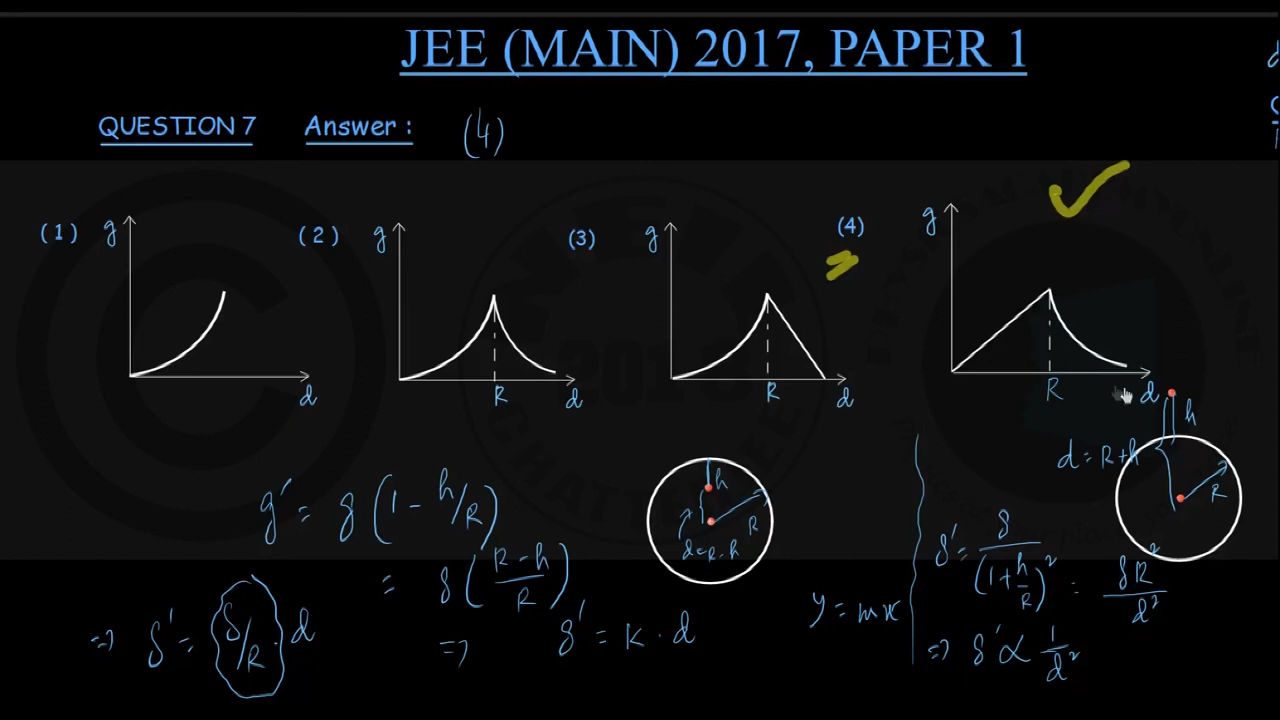 JEE (MAIN) 2017, PAPER 1
QUESTION 7 Answer : (4)
(1) g d
(2) g R d
(3) g R d
(4) g R d
h R d=R-h
h d=R+h R
g' = g (1 - h/R)
= g ((R-h)/R)
=> g' = g/R . d => g' = K . d
y = mx
g' = g/(1+h/R)² = gR²/d²
=> g' ∝ 1/d²